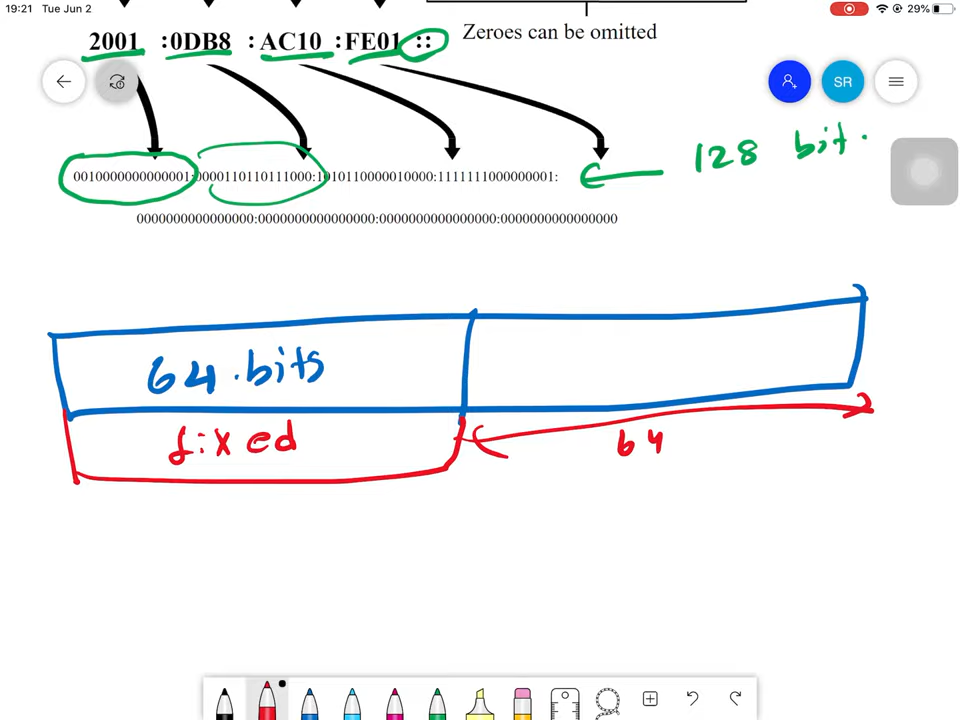 19:21 Tue Jun 2
29%
2001 :0DB8 : AC10 :FE01 ::
Zeroes can be omitted
SR
128 bit.
0010000000000001:0000110110111000:1010110000010000:1111111000000001:
0000000000000000:0000000000000000:0000000000000000:0000000000000000
64 bits
fixed
64